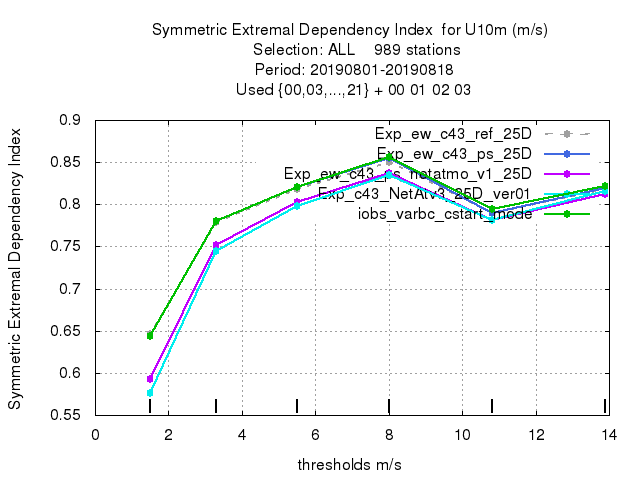 Symmetric Extremal Dependency Index for U10m (m/s)
Selection: ALL 989 stations
Period: 20190801-20190818
Used {00,03,...,21} + 00 01 02 03
Symmetric Extremal Dependency Index
0.9
0.85
0.8
0.75
0.7
0.65
0.6
0.55
Exp_ew_c43_ref_25D
Exp_ew_c43_ps_25D
Exp_ew_c43_ps_netatmo_v1_25D
Exp_c43_NetAtv3_25D_ver01
iobs_varbc_cstart_mode
0 2 4 6 8 10 12 14
thresholds m/s